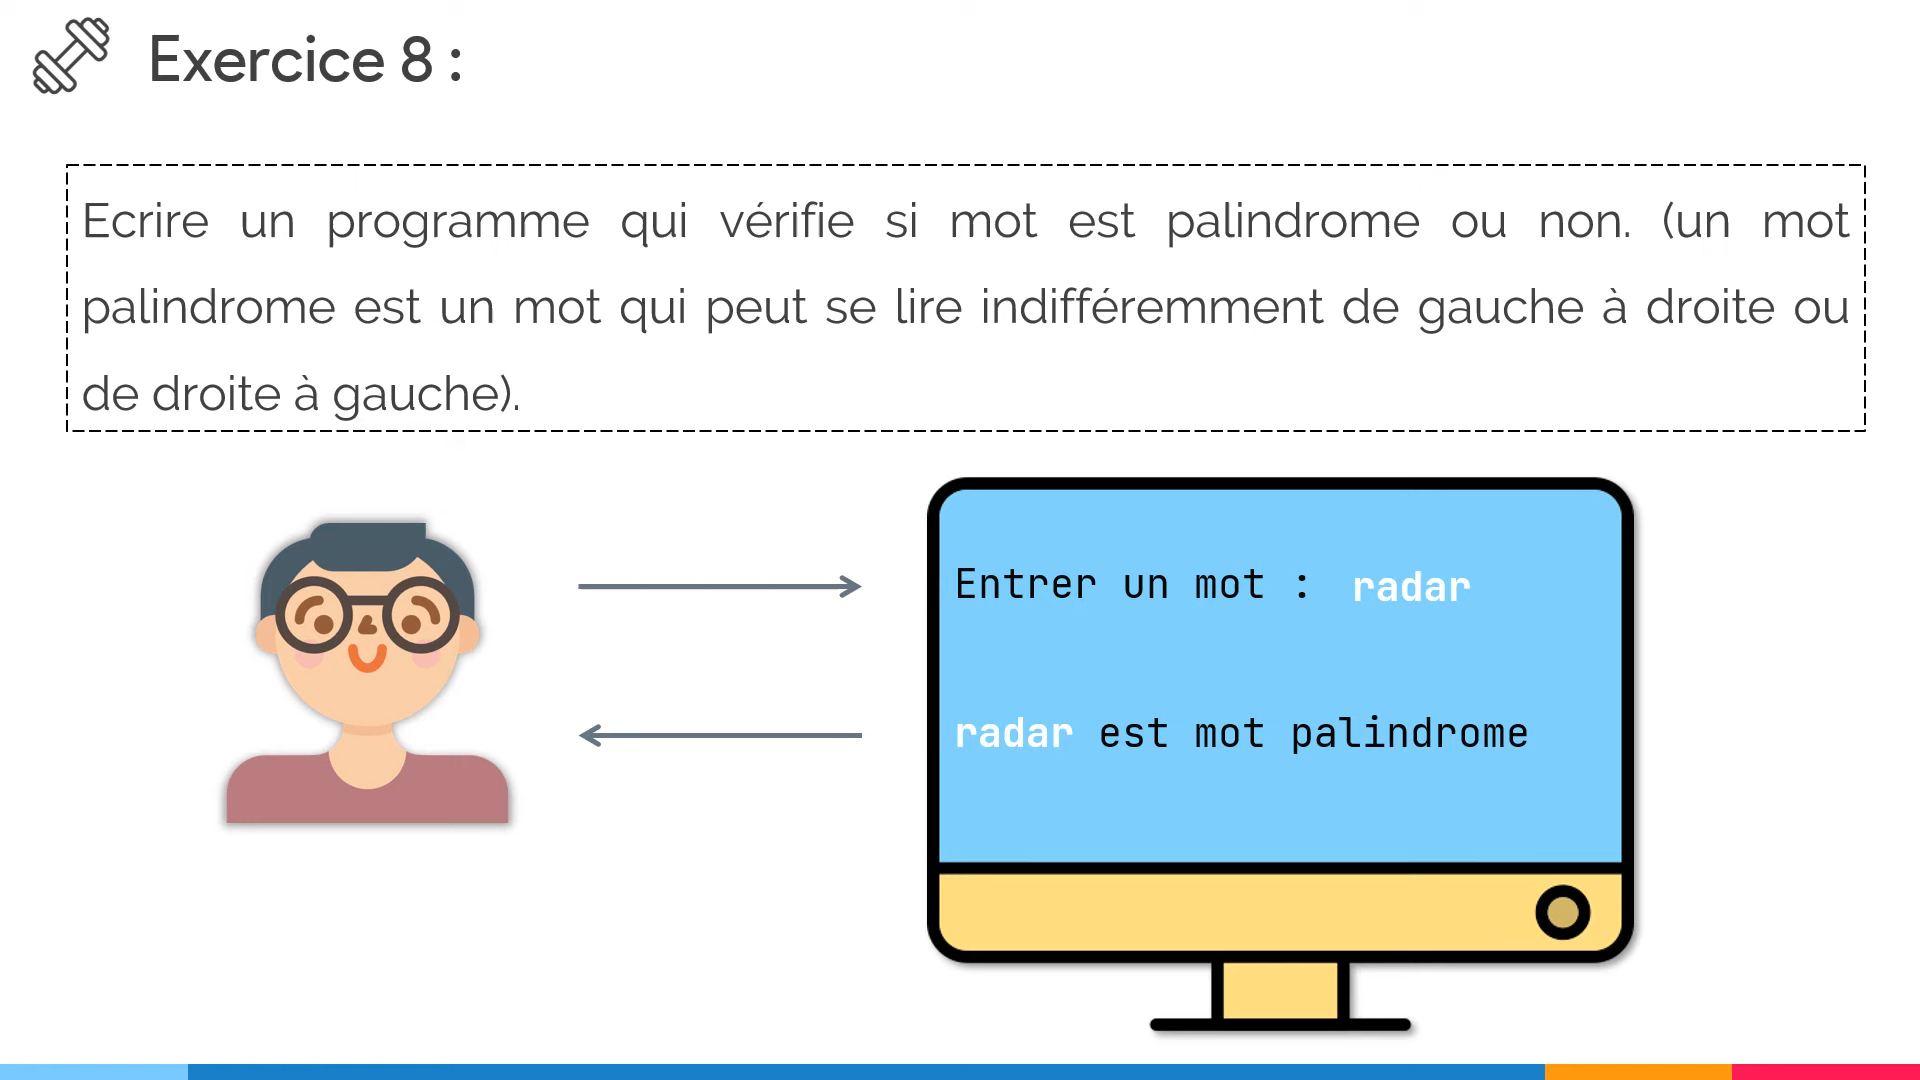 Exercice 8 :
Ecrire un programme qui vérifie si mot est palindrome ou non. (un mot
palindrome est un mot qui peut se lire indifféremment de gauche à droite ou
de droite à gauche).
Entrer un mot : radar
radar est mot palindrome